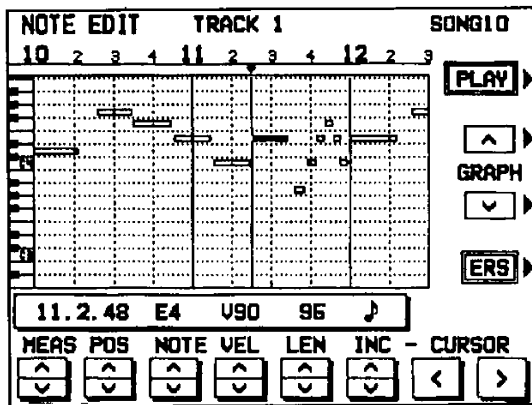 NOTE EDIT TRACK 1 SONG10
10 2 3 4 11 2 3 4 12 2 3
PLAY
GRAPH
ERS
11.2.48 E4 V90 96 ♪
MEAS POS NOTE VEL LEN INC - CURSOR